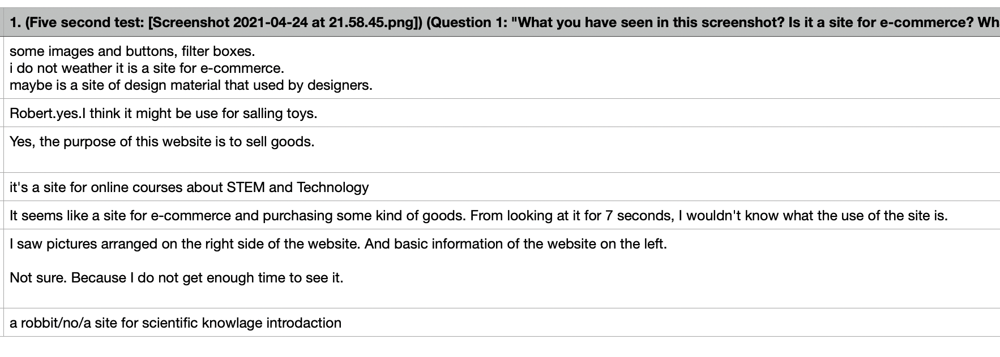 1. (Five second test: [Screenshot 2021-04-24 at 21.58.45.png]) (Question 1: "What you have seen in this screenshot? Is it a site for e-commerce?
some images and buttons, filter boxes.
i do not weather it is a site for e-commerce.
maybe is a site of design material that used by designers.
Robert.yes.I think it might be use for salling toys.
Yes, the purpose of this website is to sell goods.
it's a site for online courses about STEM and Technology
It seems like a site for e-commerce and purchasing some kind of goods. From looking at it for 7 seconds, I wouldn't know what the use of the site is.
I saw pictures arranged on the right side of the website. And basic information of the website on the left.
Not sure. Because I do not get enough time to see it.
a robbit/no/a site for scientific knowlage introdaction